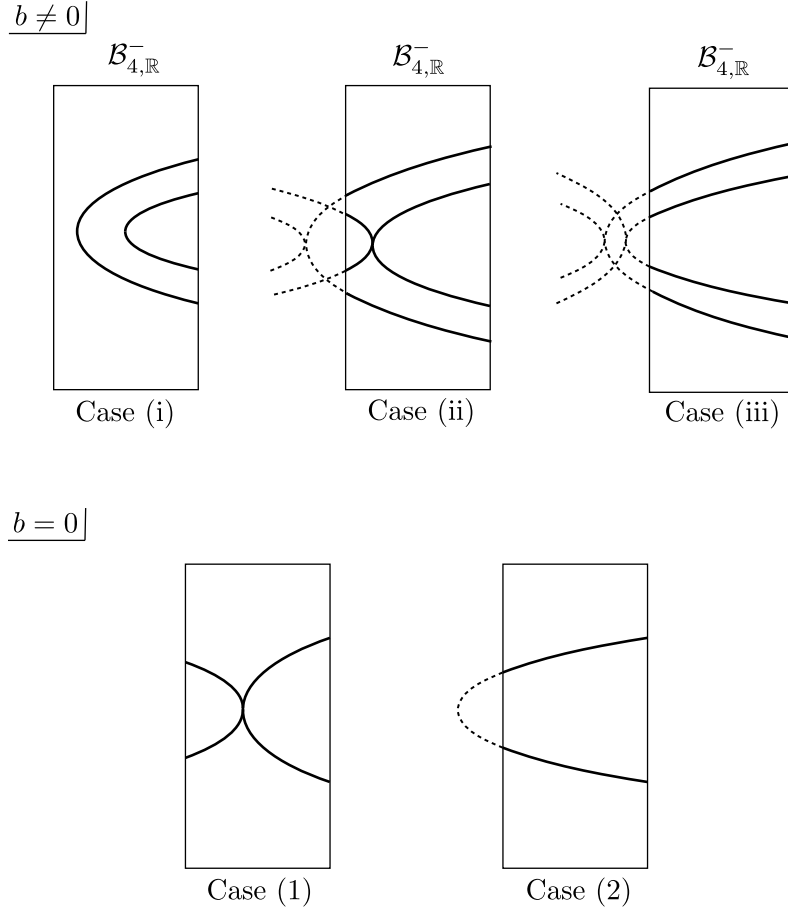 b ≠ 0
𝓑⁻₄,ℝ 𝓑⁻₄,ℝ 𝓑⁻₄,ℝ
Case (i) Case (ii) Case (iii)
b = 0
Case (1) Case (2)